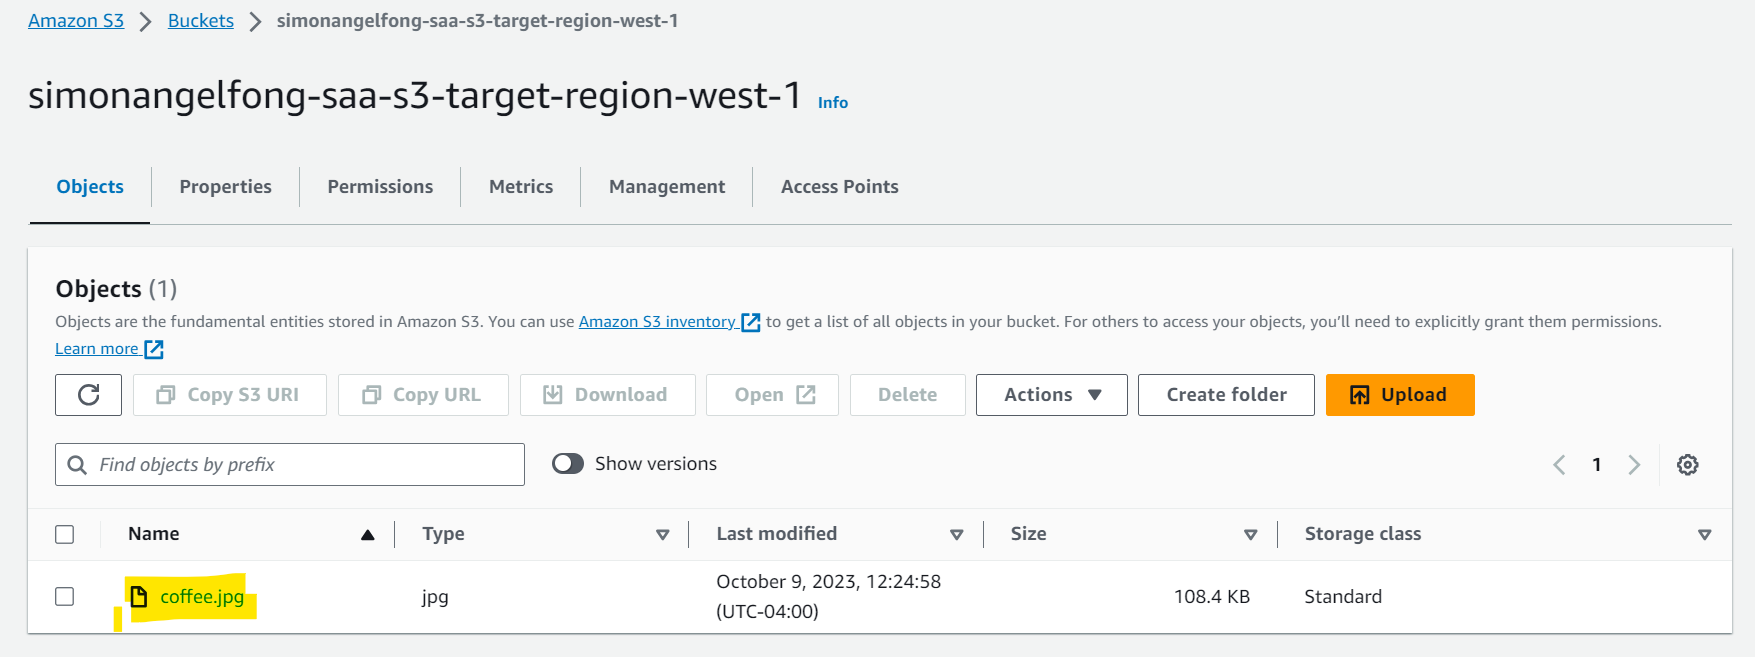 Amazon S3 > Buckets > simonangelfong-saa-s3-target-region-west-1
simonangelfong-saa-s3-target-region-west-1 Info
Objects Properties Permissions Metrics Management Access Points
Objects (1)
Objects are the fundamental entities stored in Amazon S3. You can use Amazon S3 inventory to get a list of all objects in your bucket. For others to access your objects, you'll need to explicitly grant them permissions.
Learn more
Copy S3 URI Copy URL Download Open Delete Actions Create folder Upload
Find objects by prefix Show versions 1
Name Type Last modified Size Storage class
coffee.jpg jpg October 9, 2023, 12:24:58 108.4 KB Standard
(UTC-04:00)